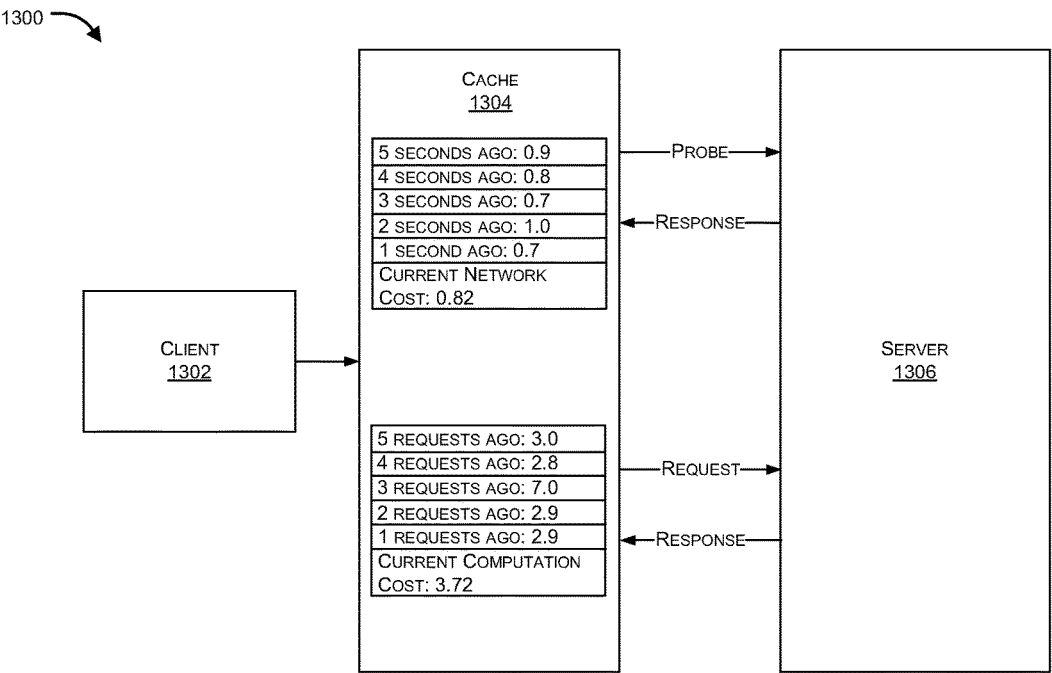 1300
CACHE
1304
5 SECONDS AGO: 0.9
4 SECONDS AGO: 0.8
3 SECONDS AGO: 0.7
2 SECONDS AGO: 1.0
1 SECOND AGO: 0.7
CURRENT NETWORK
COST: 0.82
PROBE
RESPONSE
CLIENT
1302
SERVER
1306
5 REQUESTS AGO: 3.0
4 REQUESTS AGO: 2.8
3 REQUESTS AGO: 7.0
2 REQUESTS AGO: 2.9
1 REQUESTS AGO: 2.9
CURRENT COMPUTATION
COST: 3.72
REQUEST
RESPONSE